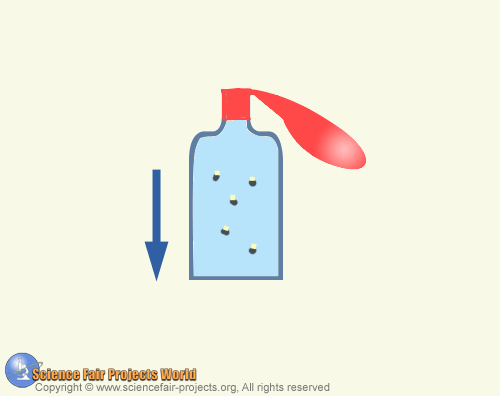 Science Fair Projects World
Copyright © www.sciencefair-projects.org, All rights reserved